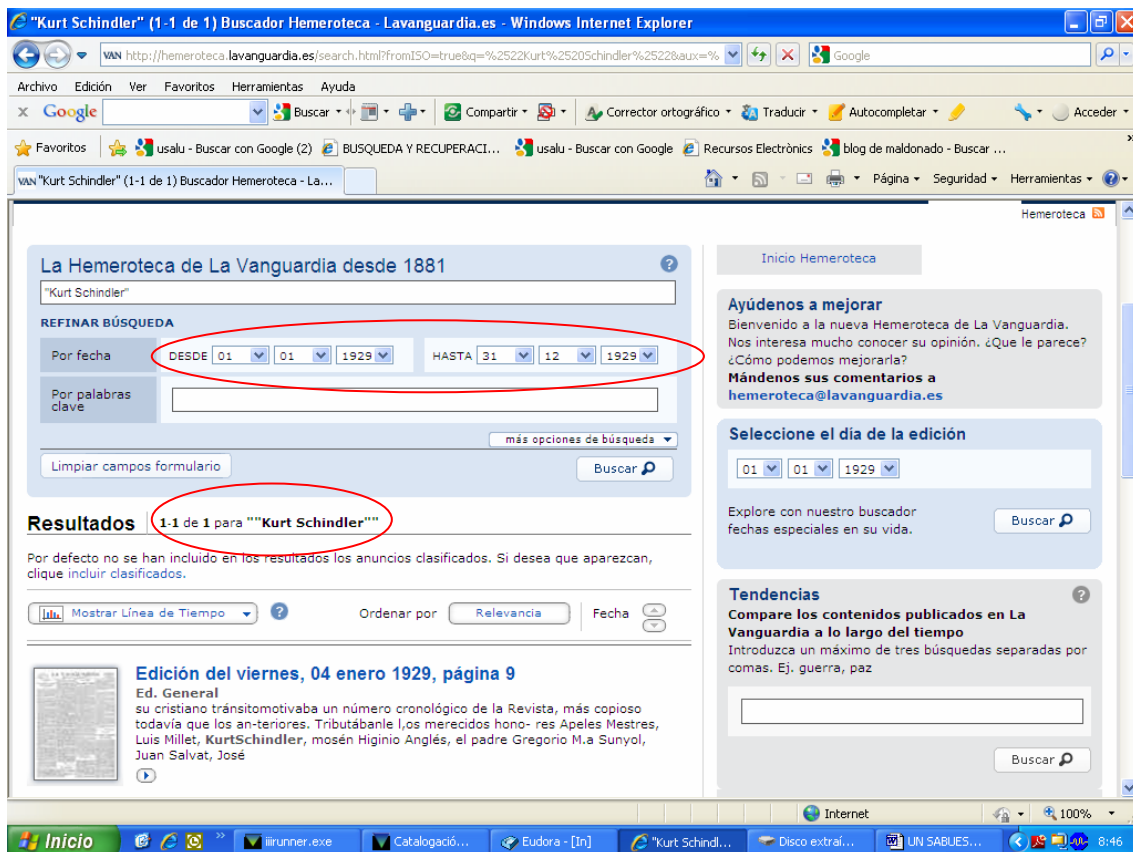 "Kurt Schindler" (1-1 de 1) Buscador Hemeroteca - Lavanguardia.es - Windows Internet Explorer
VAN http://hemeroteca.lavanguardia.es/search.html?fromISO=true&q=%2522Kurt%2520Schindler%2522&aux=% Google
Archivo Edición Ver Favoritos Herramientas Ayuda
x Google Buscar Compartir Corrector ortográfico Traducir Autocompletar Acceder
Favoritos usalu - Buscar con Google (2) BUSQUEDA Y RECUPERACI... usalu - Buscar con Google Recursos Electrònics blog de maldonado - Buscar ... »
VAN "Kurt Schindler" (1-1 de 1) Buscador Hemeroteca - La... Página Seguridad Herramientas
Hemeroteca
La Hemeroteca de La Vanguardia desde 1881 ?
"Kurt Schindler"
REFINAR BÚSQUEDA
Por fecha DESDE 01 01 1929 HASTA 31 12 1929
Por palabras
clave
más opciones de búsqueda
Limpiar campos formulario Buscar
Resultados 1-1 de 1 para ""Kurt Schindler""
Por defecto no se han incluido en los resultados los anuncios clasificados. Si desea que aparezcan,
clique incluir clasificados.
Mostrar Línea de Tiempo ? Ordenar por Relevancia Fecha
Edición del viernes, 04 enero 1929, página 9
Ed. General
su cristiano tránsitomotivaba un número cronológico de la Revista, más copioso
todavía que los an-teriores. Tributábanle l,os merecidos hono- res Apeles Mestres,
Luis Millet, KurtSchindler, mosén Higinio Anglés, el padre Gregorio M.a Sunyol,
Juan Salvat, José
Inicio Hemeroteca
Ayúdenos a mejorar
Bienvenido a la nueva Hemeroteca de La Vanguardia.
Nos interesa mucho conocer su opinión. ¿Que le parece?
¿Cómo podemos mejorarla?
Mándenos sus comentarios a
hemeroteca@lavanguardia.es
Seleccione el día de la edición
01 01 1929
Explore con nuestro buscador
fechas especiales en su vida.
Buscar
Tendencias ?
Compare los contenidos publicados en La
Vanguardia a lo largo del tiempo
Introduzca un máximo de tres búsquedas separadas por
comas. Ej. guerra, paz
Buscar
Internet 100%
Inicio » iiirunner.exe Catalogació... Eudora - [In] "Kurt Schindl... Disco extraí... UN SABUES... 8:46